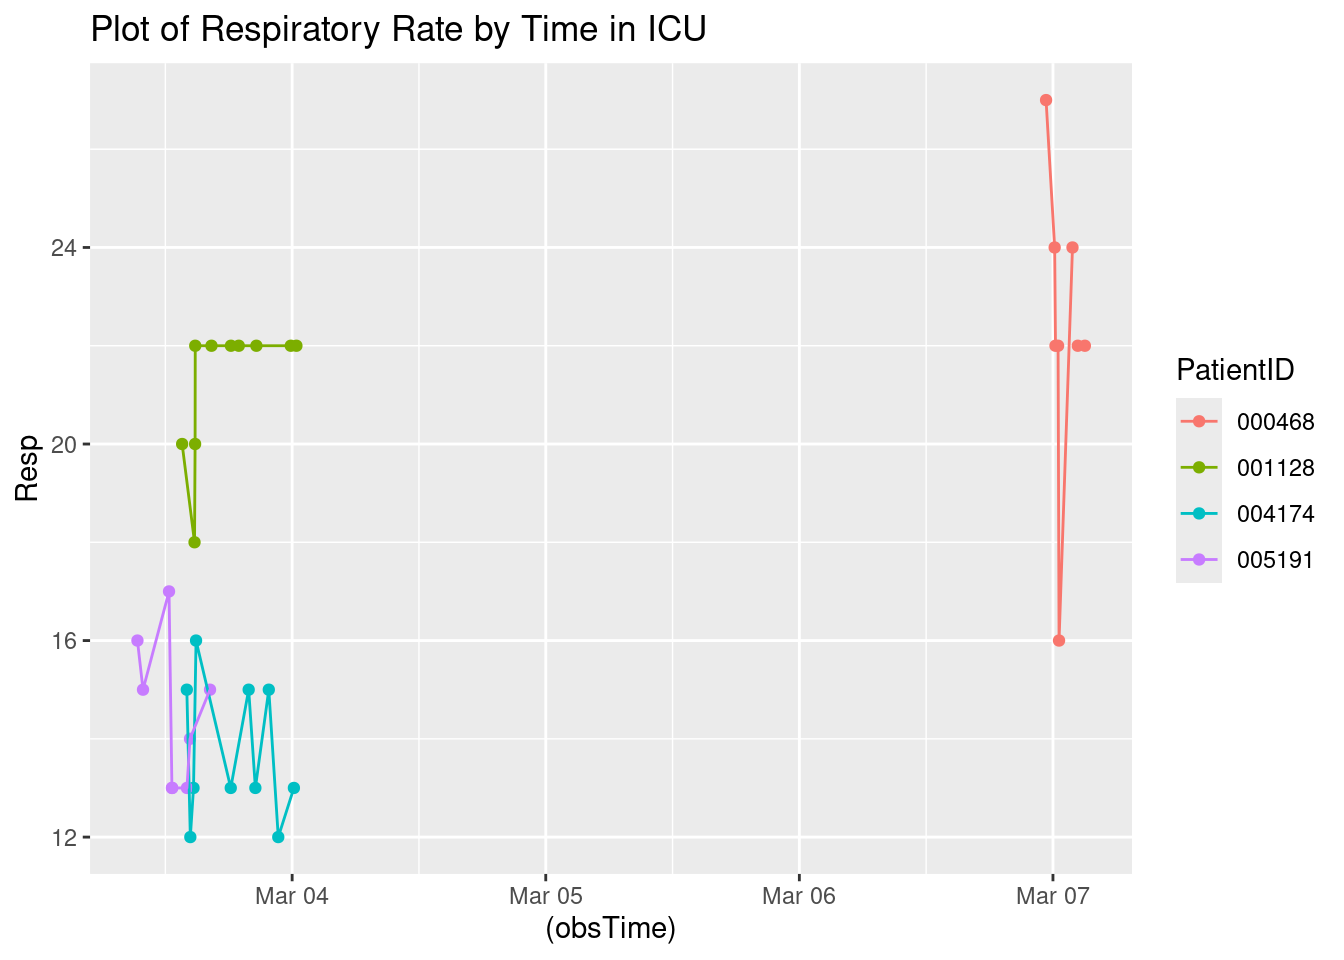 Plot of Respiratory Rate by Time in ICU
24
20
16
12
Resp
Mar 04
Mar 05
Mar 06
Mar 07
(obsTime)
PatientID
000468
001128
004174
005191